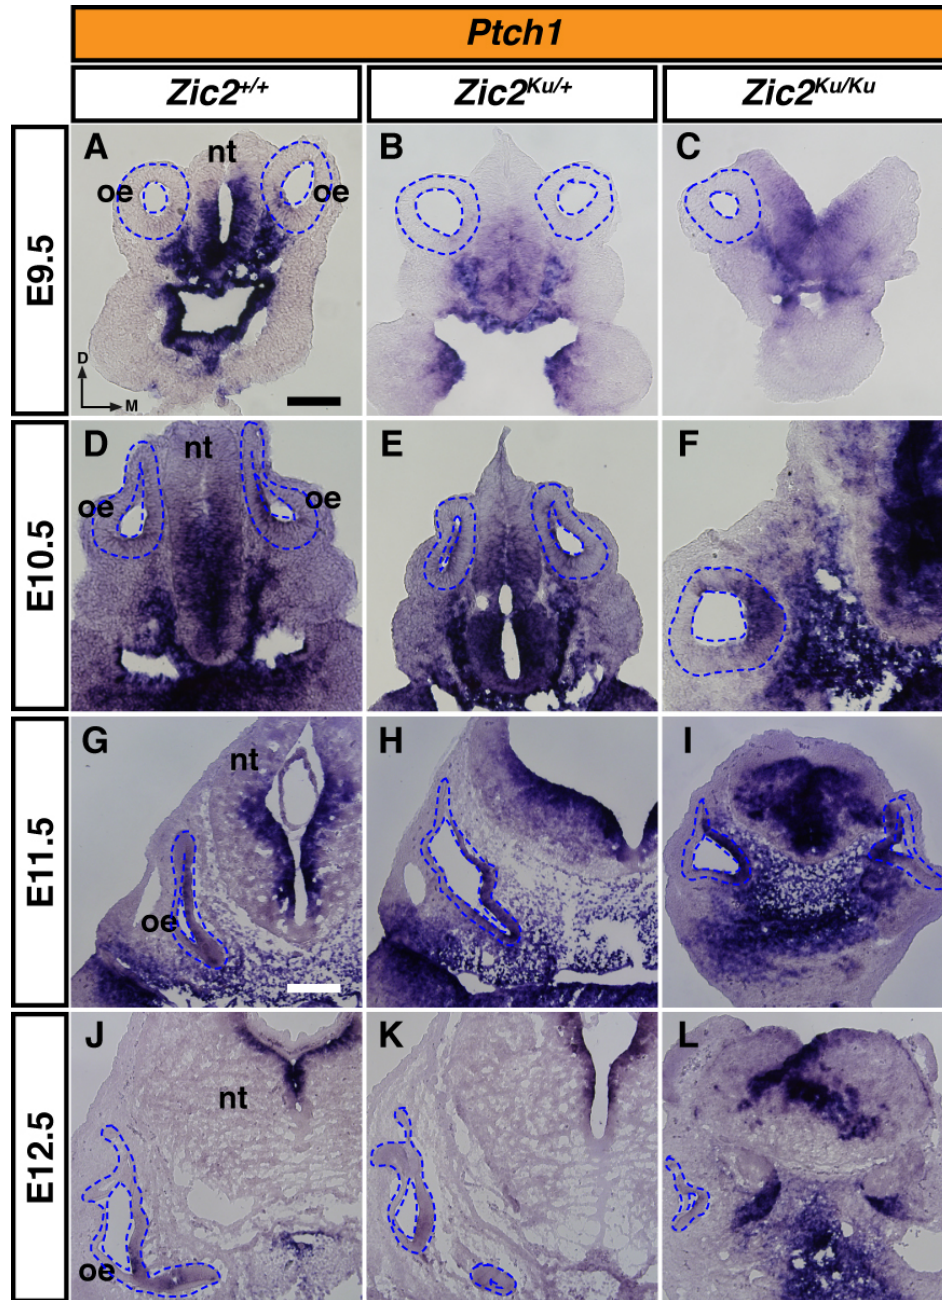 Ptch1
Zic2+/+ Zic2Ku/+ Zic2Ku/Ku
E9.5
A nt oe oe D M
B
C
E10.5
D nt oe oe
E
F
E11.5
G nt oe
H
I
E12.5
J nt oe
K
L